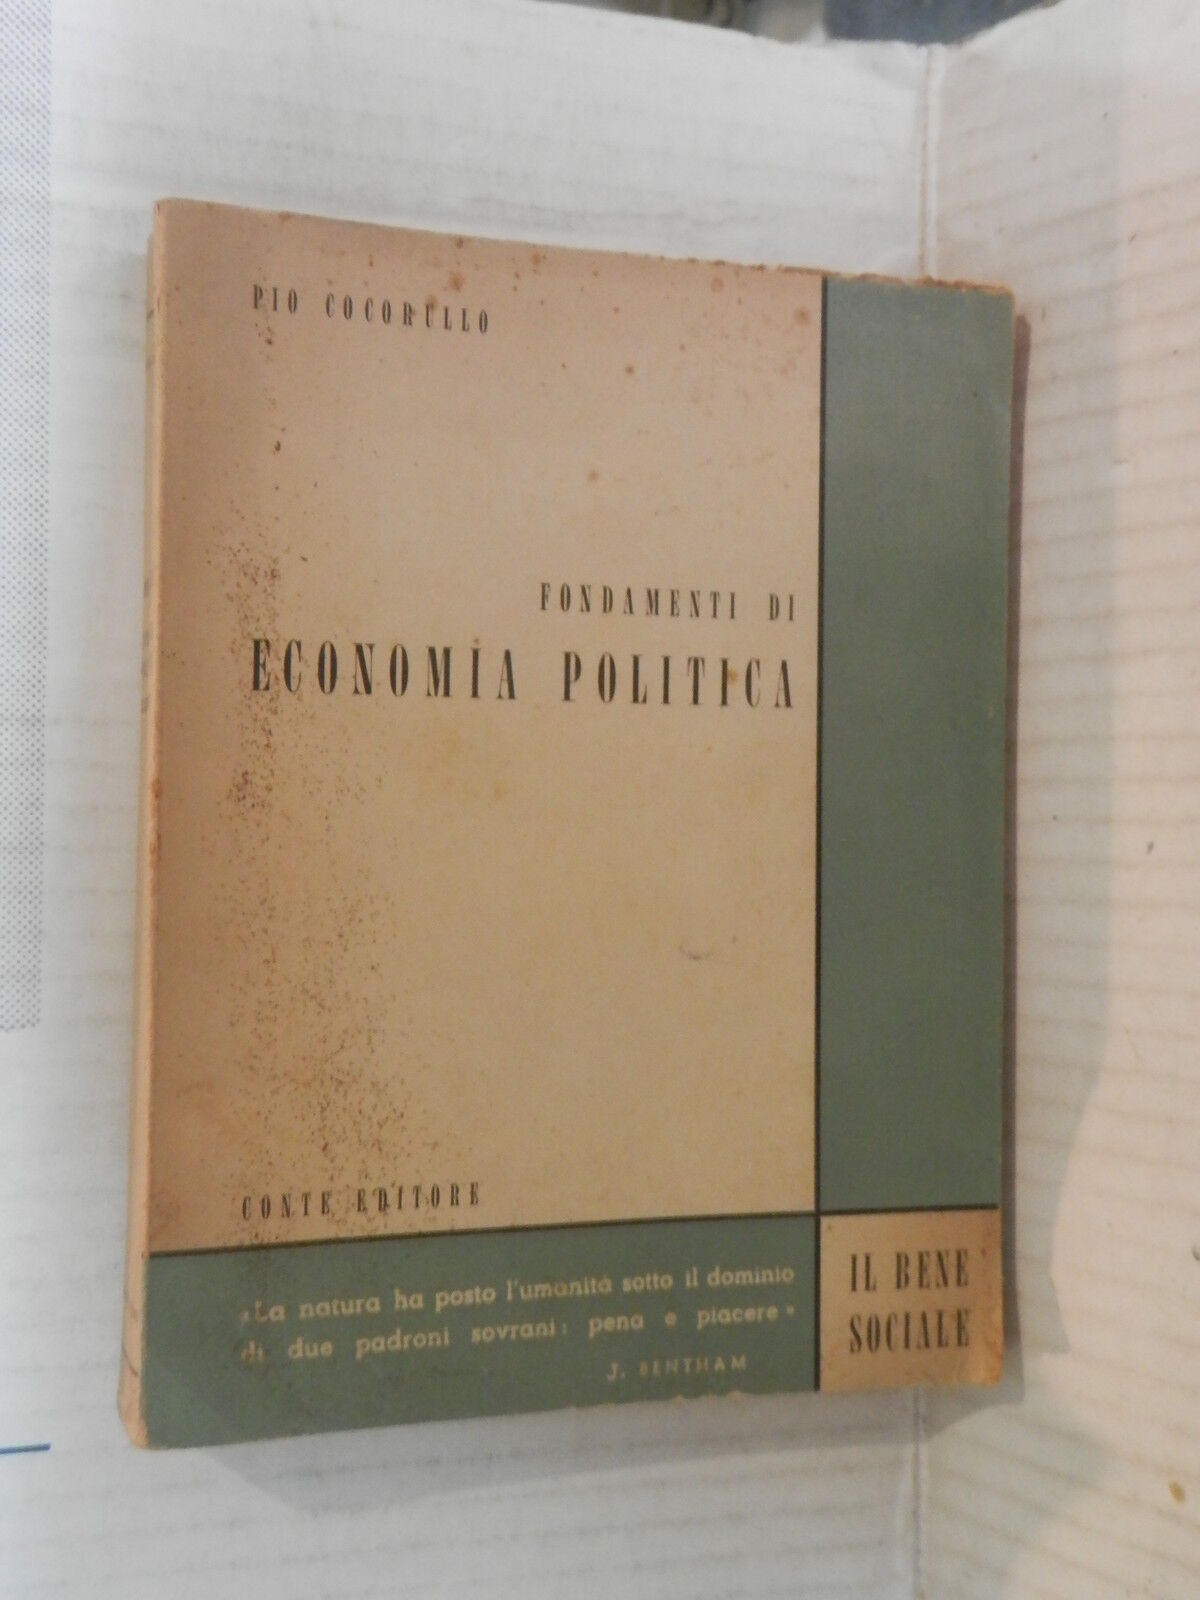 PIO COCORULLO
FONDAMENTI DI
ECONOMIA POLITICA
CONTE EDITORE
«La natura ha posto l'umanità sotto il dominio
di due padroni sovrani: pena e piacere»
J. BENTHAM
IL BENE
SOCIALE